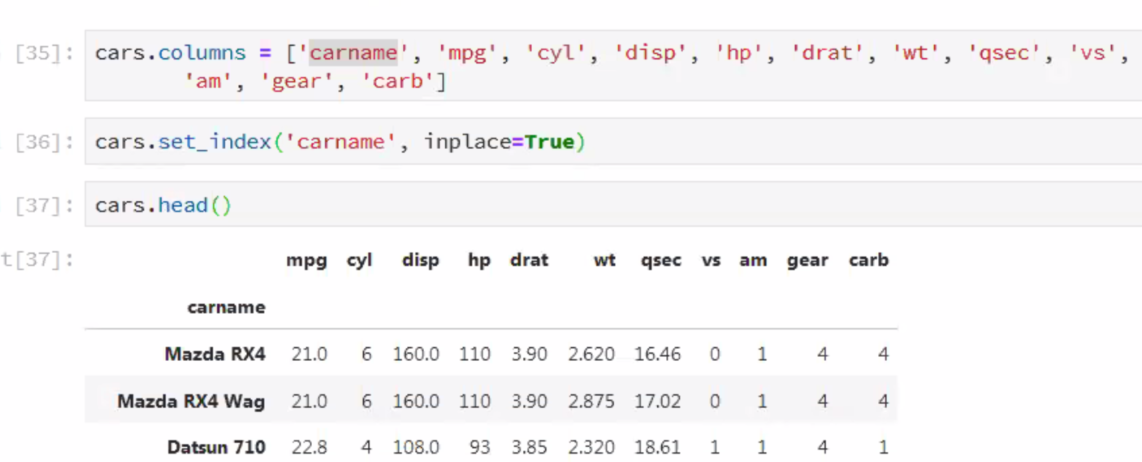 [35]: cars.columns = ['carname', 'mpg', 'cyl', 'disp', 'hp', 'drat', 'wt', 'qsec', 'vs',
'am', 'gear', 'carb']
[36]: cars.set_index('carname', inplace=True)
[37]: cars.head()
t[37]: mpg cyl disp hp drat wt qsec vs am gear carb
carname
Mazda RX4 21.0 6 160.0 110 3.90 2.620 16.46 0 1 4 4
Mazda RX4 Wag 21.0 6 160.0 110 3.90 2.875 17.02 0 1 4 4
Datsun 710 22.8 4 108.0 93 3.85 2.320 18.61 1 1 4 1